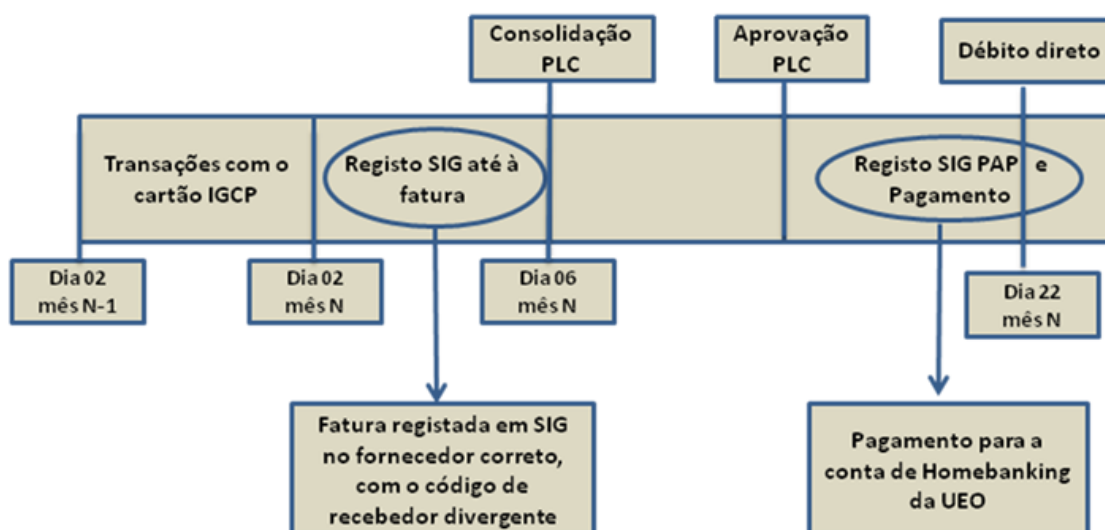 Consolidação
PLC
Aprovação
PLC
Débito direto
Transações com o
cartão IGCP
Registo SIG até à
fatura
Registo SIG PAP e
Pagamento
Dia 02
mês N-1
Dia 02
mês N
Dia 06
mês N
Dia 22
mês N
Fatura registada em SIG
no fornecedor correto,
com o código de
recebedor divergente
Pagamento para a
conta de Homebanking
da UEO